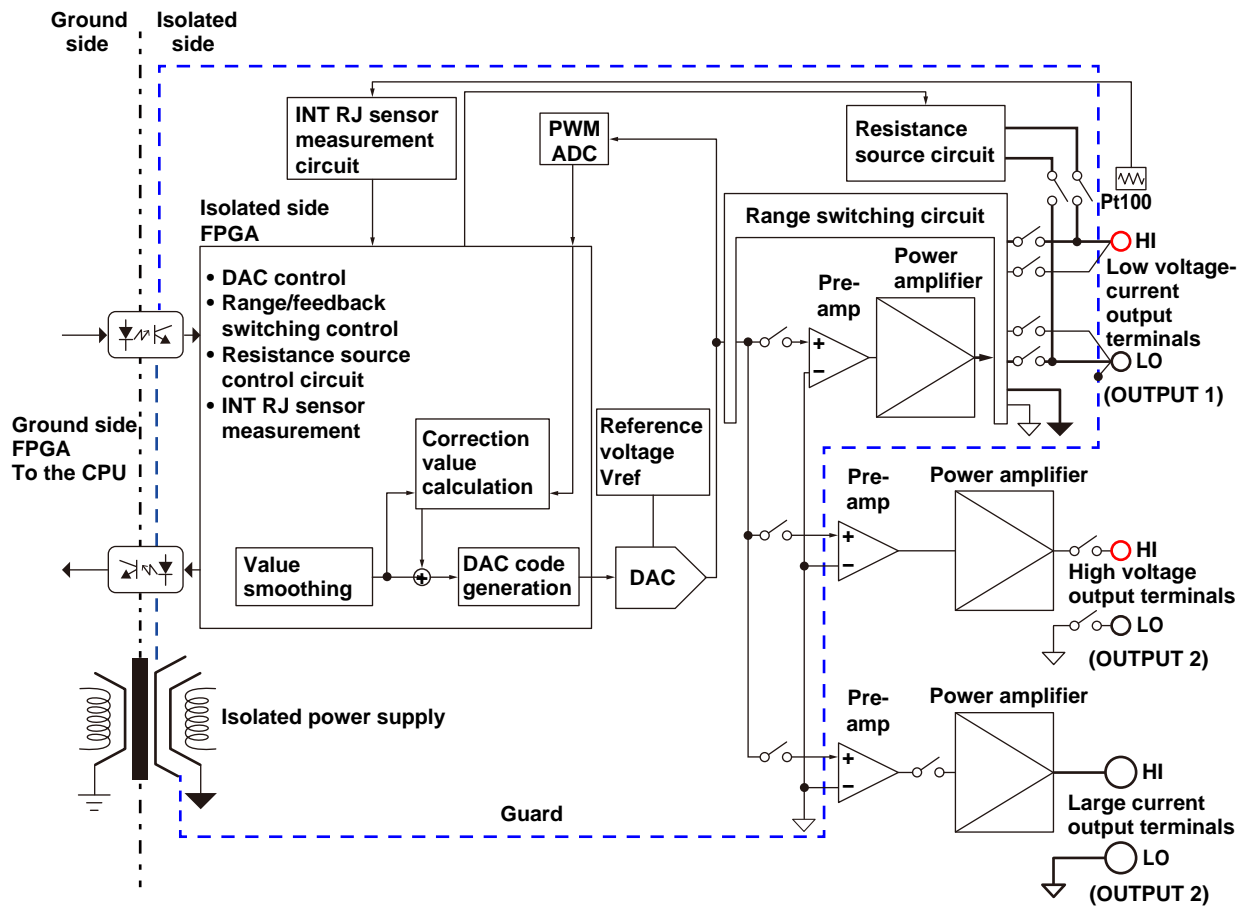 Ground
side
Isolated
side
INT RJ sensor
measurement
circuit
PWM
ADC
Resistance
source circuit
Pt100
Isolated side
FPGA
• DAC control
• Range/feedback
switching control
• Resistance source
control circuit
• INT RJ sensor
measurement
Range switching circuit
Pre-
amp
Power
amplifier
+
−
HI
Low voltage-
current
output
terminals
LO
(OUTPUT 1)
Ground side
FPGA
To the CPU
Correction
value
calculation
Reference
voltage
Vref
Value
smoothing
+
DAC code
generation
DAC
Pre-
amp
Power amplifier
+
−
HI
High voltage
output terminals
LO
(OUTPUT 2)
Isolated power supply
Pre-
amp
Power amplifier
+
−
HI
Large current
output terminals
LO
(OUTPUT 2)
Guard